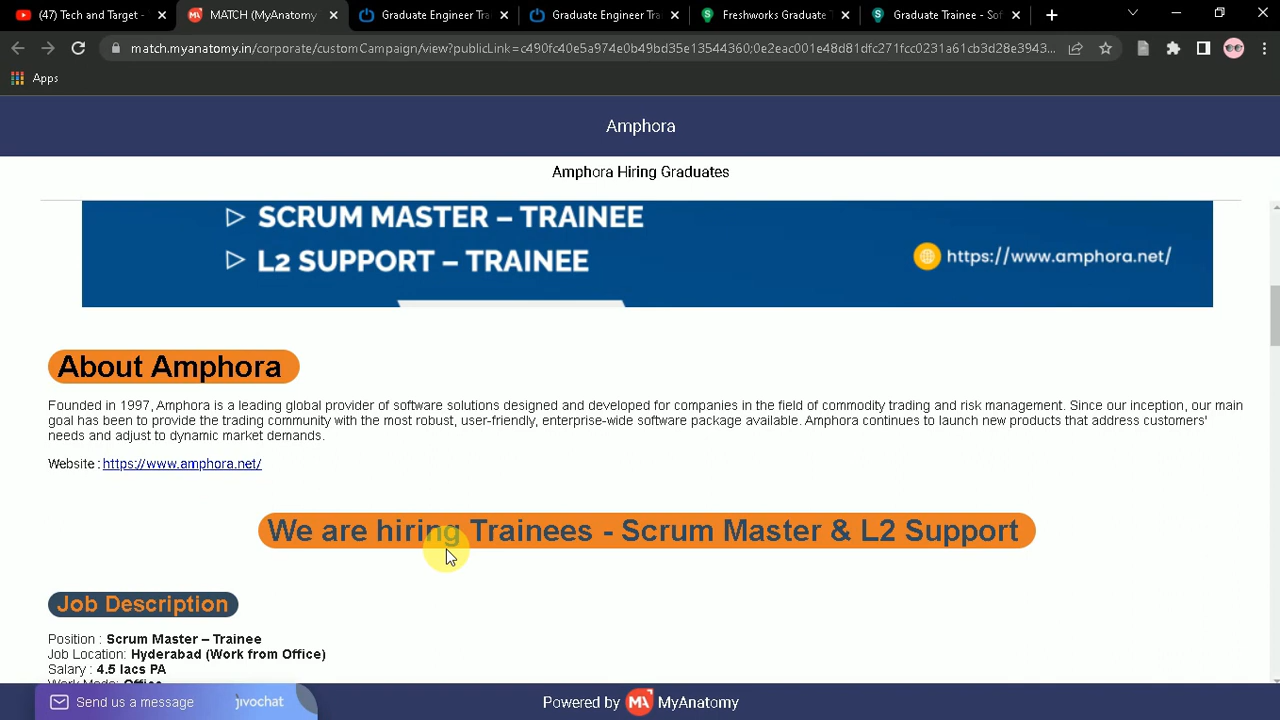 (47) Tech and Target -
MATCH (MyAnatomy
Graduate Engineer Tra
Graduate Engineer Tra
Freshworks Graduate T
Graduate Trainee - Sof
match.myanatomy.in/corporate/customCampaign/view?publicLink=c490fc40e5a974e0b49bd35e13544360;0e2eac001e48d81dfc271fcc0231a61cb3d28e3943...
Apps
Amphora
Amphora Hiring Graduates
SCRUM MASTER – TRAINEE
L2 SUPPORT – TRAINEE
https://www.amphora.net/
About Amphora
Founded in 1997, Amphora is a leading global provider of software solutions designed and developed for companies in the field of commodity trading and risk management. Since our inception, our main
goal has been to provide the trading community with the most robust, user-friendly, enterprise-wide software package available. Amphora continues to launch new products that address customers'
needs and adjust to dynamic market demands.
Website : https://www.amphora.net/
We are hiring Trainees - Scrum Master & L2 Support
Job Description
Position : Scrum Master – Trainee
Job Location: Hyderabad (Work from Office)
Salary : 4.5 lacs PA
Work Mode: Office
Send us a message
jivochat
Powered by MA MyAnatomy